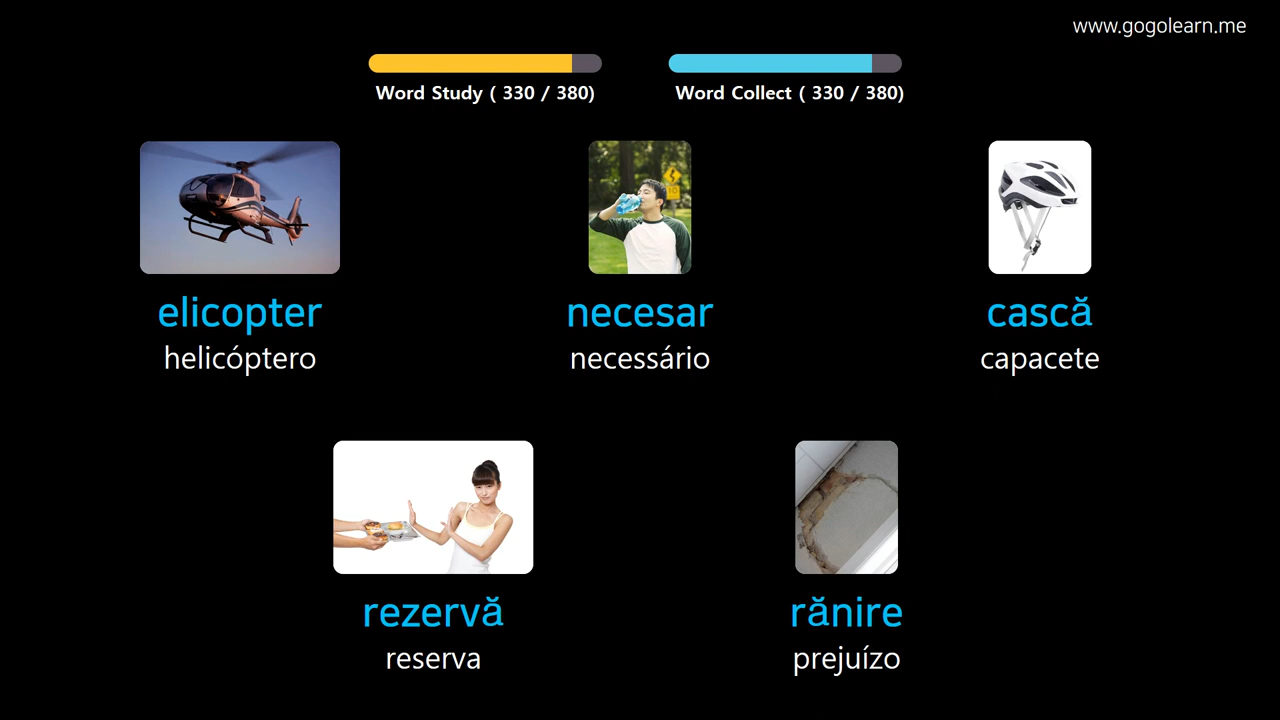 www.gogolearn.me
Word Study ( 330 / 380)
Word Collect ( 330 / 380)
elicopter
helicóptero
necesar
necessário
cască
capacete
rezervă
reserva
rănire
prejuízo